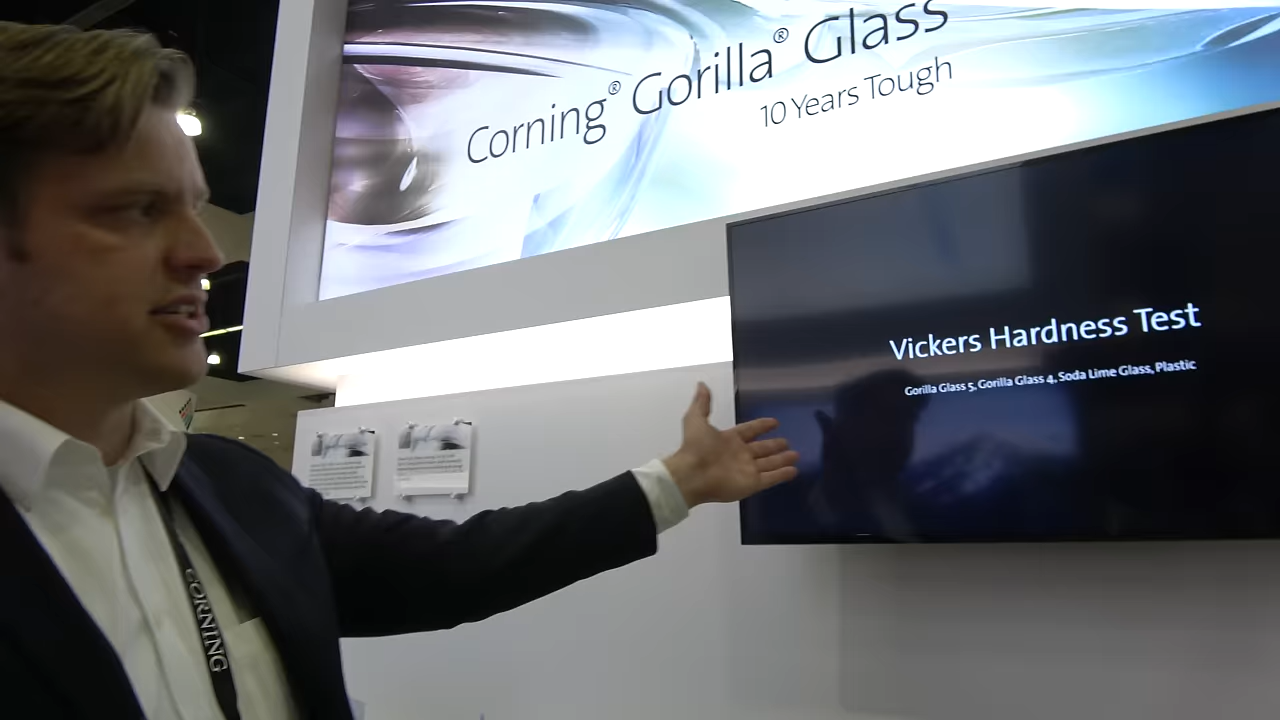 Corning® Gorilla® Glass
10 Years Tough
Vickers Hardness Test
Gorilla Glass 5, Gorilla Glass 4, Soda Lime Glass, Plastic
CORNING